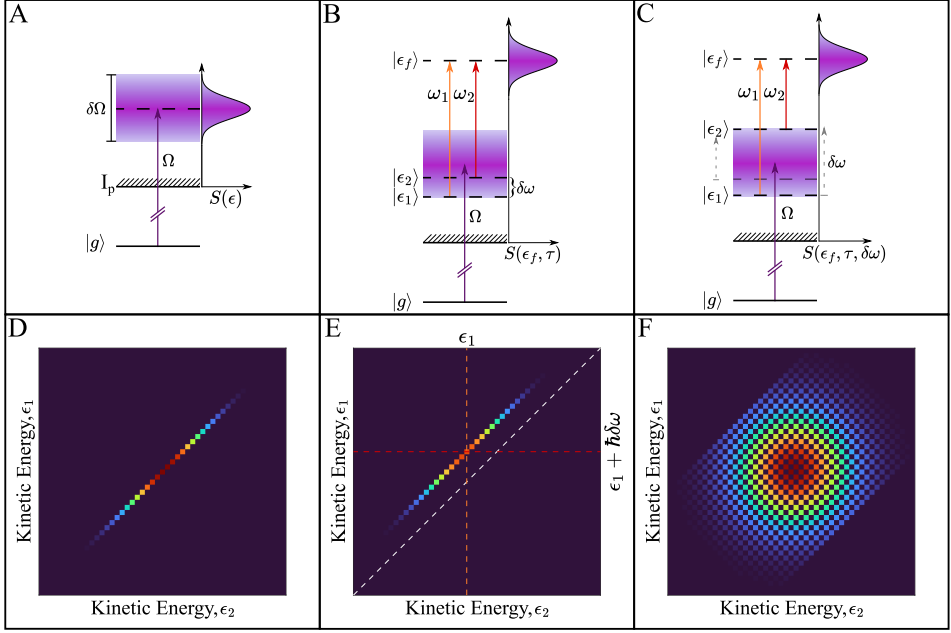 A
δΩ
Ω
I_p
S(ϵ)
|g⟩
B
|ϵ_f⟩
ω_1 ω_2
|ϵ_2⟩
|ϵ_1⟩
δω
Ω
S(ϵ_f, τ)
|g⟩
C
|ϵ_f⟩
ω_1 ω_2
|ϵ_2⟩
δω
|ϵ_1⟩
Ω
S(ϵ_f, τ, δω)
|g⟩
D
Kinetic Energy, ϵ_1
Kinetic Energy, ϵ_2
E
ϵ_1
Kinetic Energy, ϵ_1
ϵ_1 + ℏδω
Kinetic Energy, ϵ_2
F
Kinetic Energy, ϵ_1
Kinetic Energy, ϵ_2